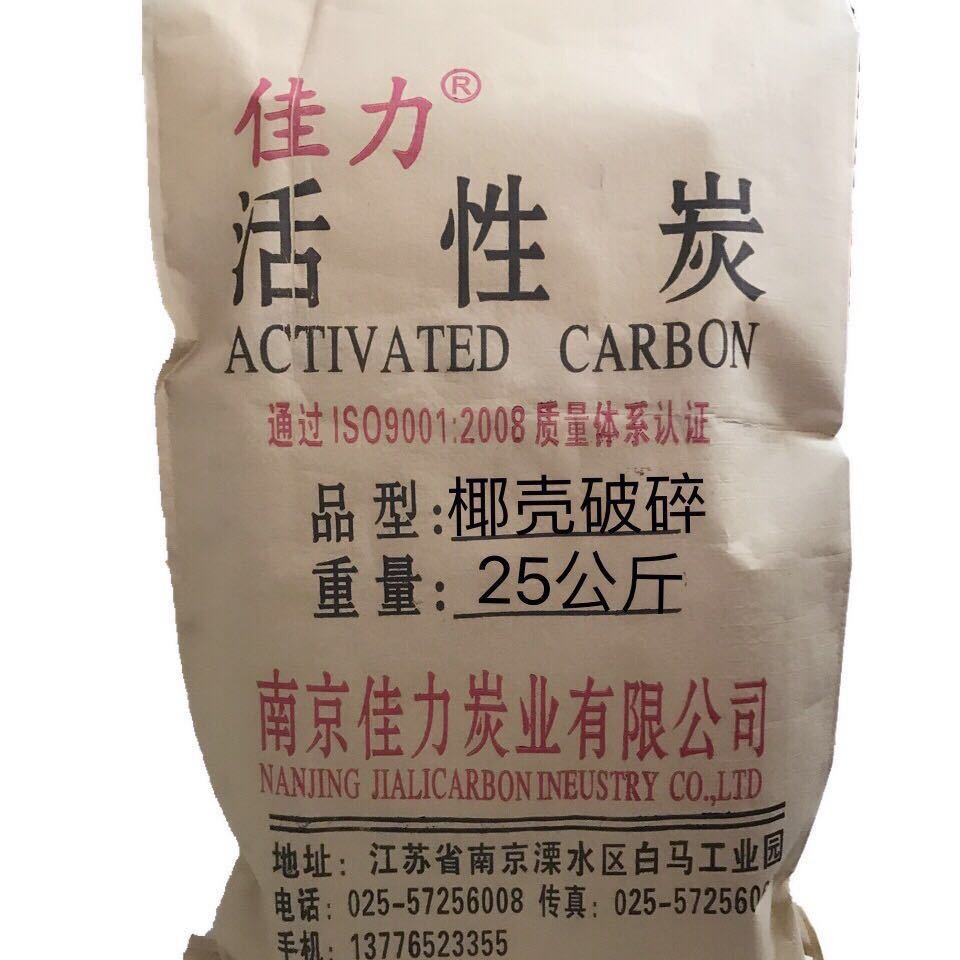 佳力®
活性炭
ACTIVATED CARBON
通过ISO9001:2008质量体系认证
品型:椰壳破碎
重量:25公斤
南京佳力炭业有限公司
NANJING JIALICARBON INEUSTRY CO.,LTD
地址:江苏省南京溧水区白马工业园
电话:025-57256008 传真:025-572560
手机:13776523355